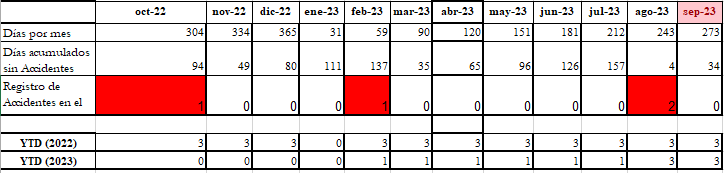 oct-22 nov-22 dic-22 ene-23 feb-23 mar-23 abr-23 may-23 jun-23 jul-23 ago-23 sep-23
Días por mes 304 334 365 31 59 90 120 151 181 212 243 273
Días acumulados
sin Accidentes 94 49 80 111 137 35 65 96 126 157 4 34
Registro de
Accidentes en el 1 0 0 0 1 0 0 0 0 0 2 0
YTD (2022) 3 3 3 0 3 3 3 3 3 3 3 3
YTD (2023) 0 0 0 0 1 1 1 1 1 1 3 3